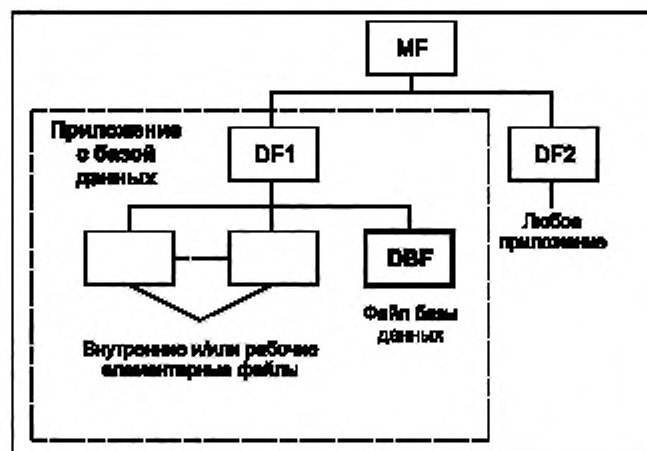 MF
Приложение
с базой
данных
DF1
DF2
Любое
приложение
DBF
Файл базы
данных
Внутренние и/или рабочие
элементарные файлы